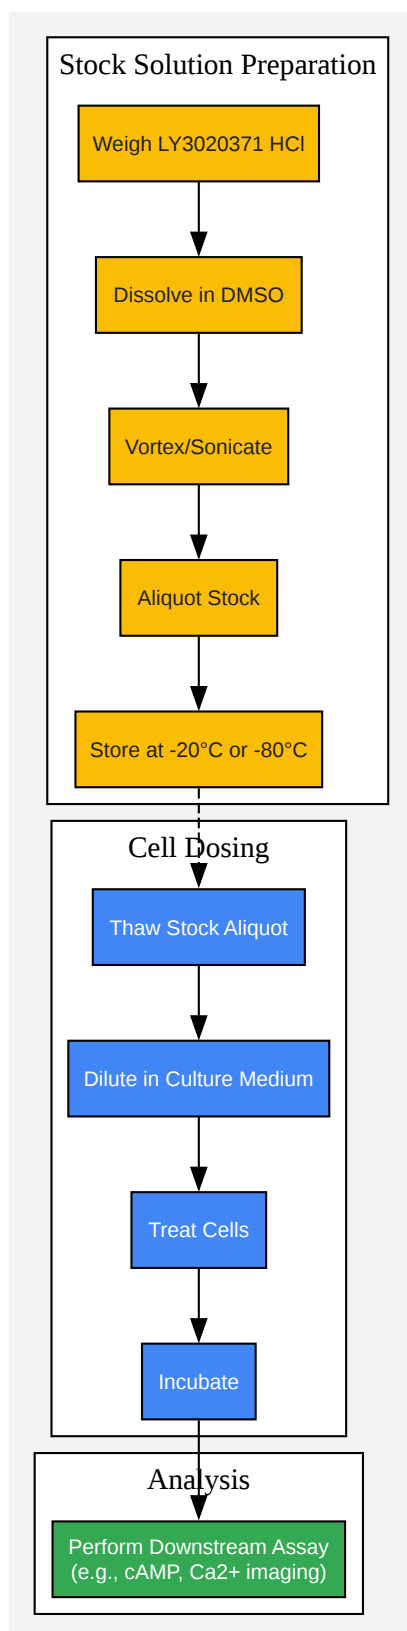 Stock Solution Preparation
Weigh LY3020371 HCl
Dissolve in DMSO
Vortex/Sonicate
Aliquot Stock
Store at -20°C or -80°C
Cell Dosing
Thaw Stock Aliquot
Dilute in Culture Medium
Treat Cells
Incubate
Analysis
Perform Downstream Assay
(e.g., cAMP, Ca2+ imaging)